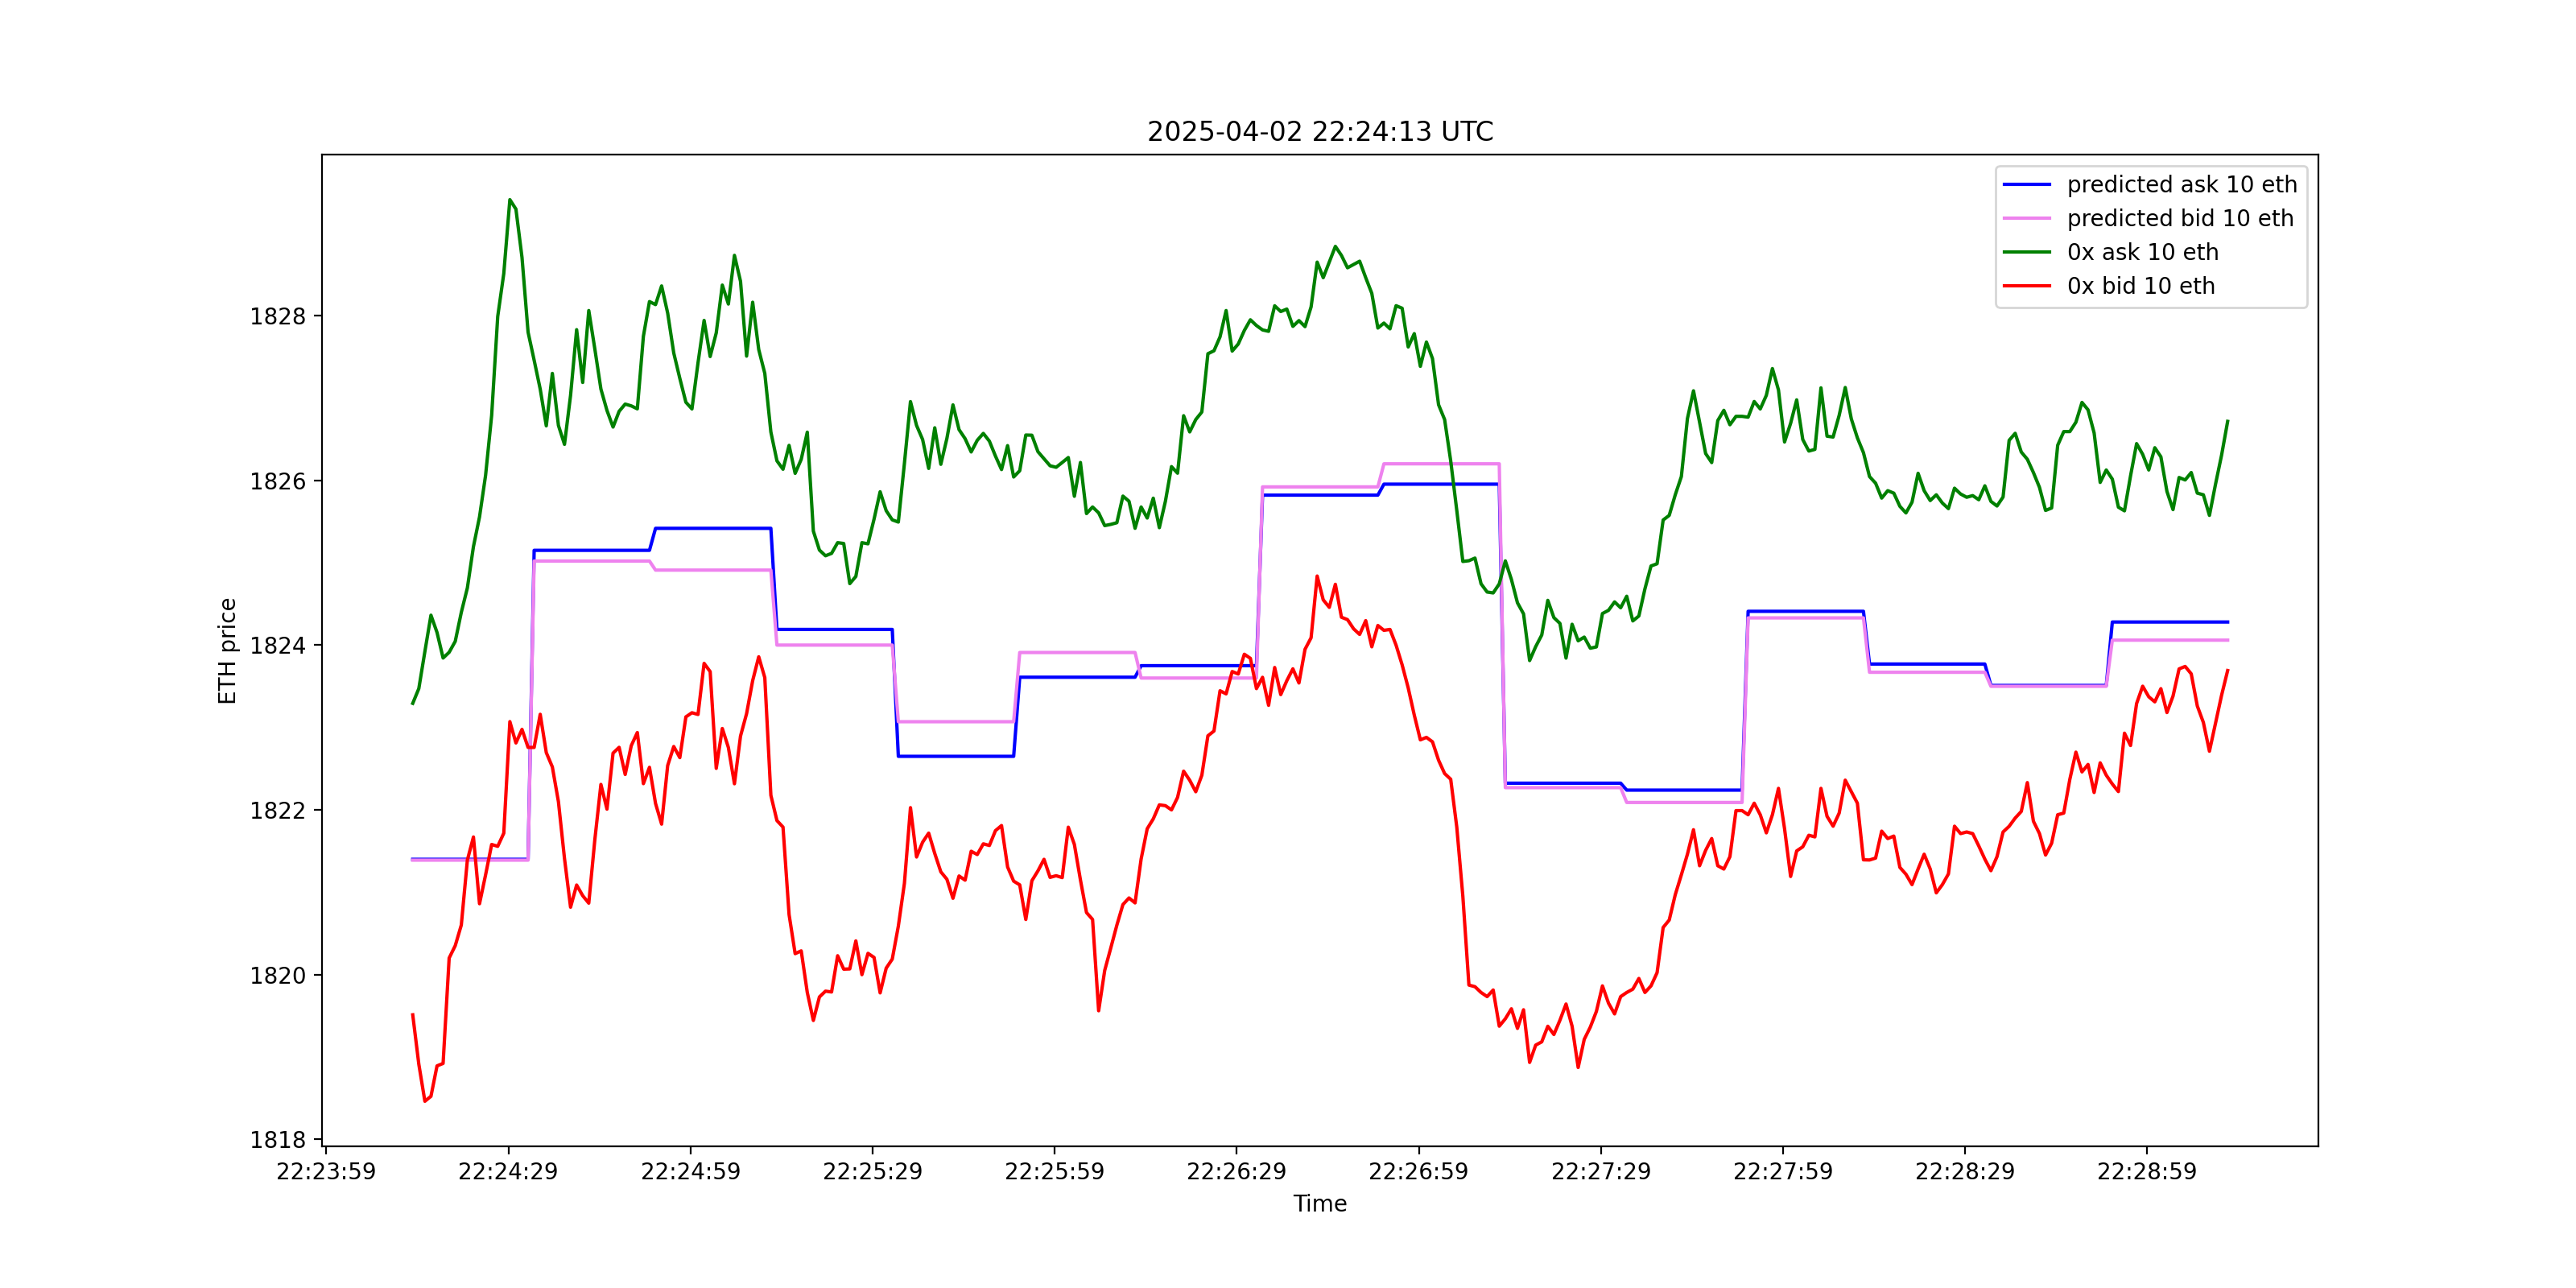 2025-04-02 22:24:13 UTC
predicted ask 10 eth
predicted bid 10 eth
0x ask 10 eth
0x bid 10 eth
ETH price
1828
1826
1824
1822
1820
1818
22:23:59 22:24:29 22:24:59 22:25:29 22:25:59 22:26:29 22:26:59 22:27:29 22:27:59 22:28:29 22:28:59
Time